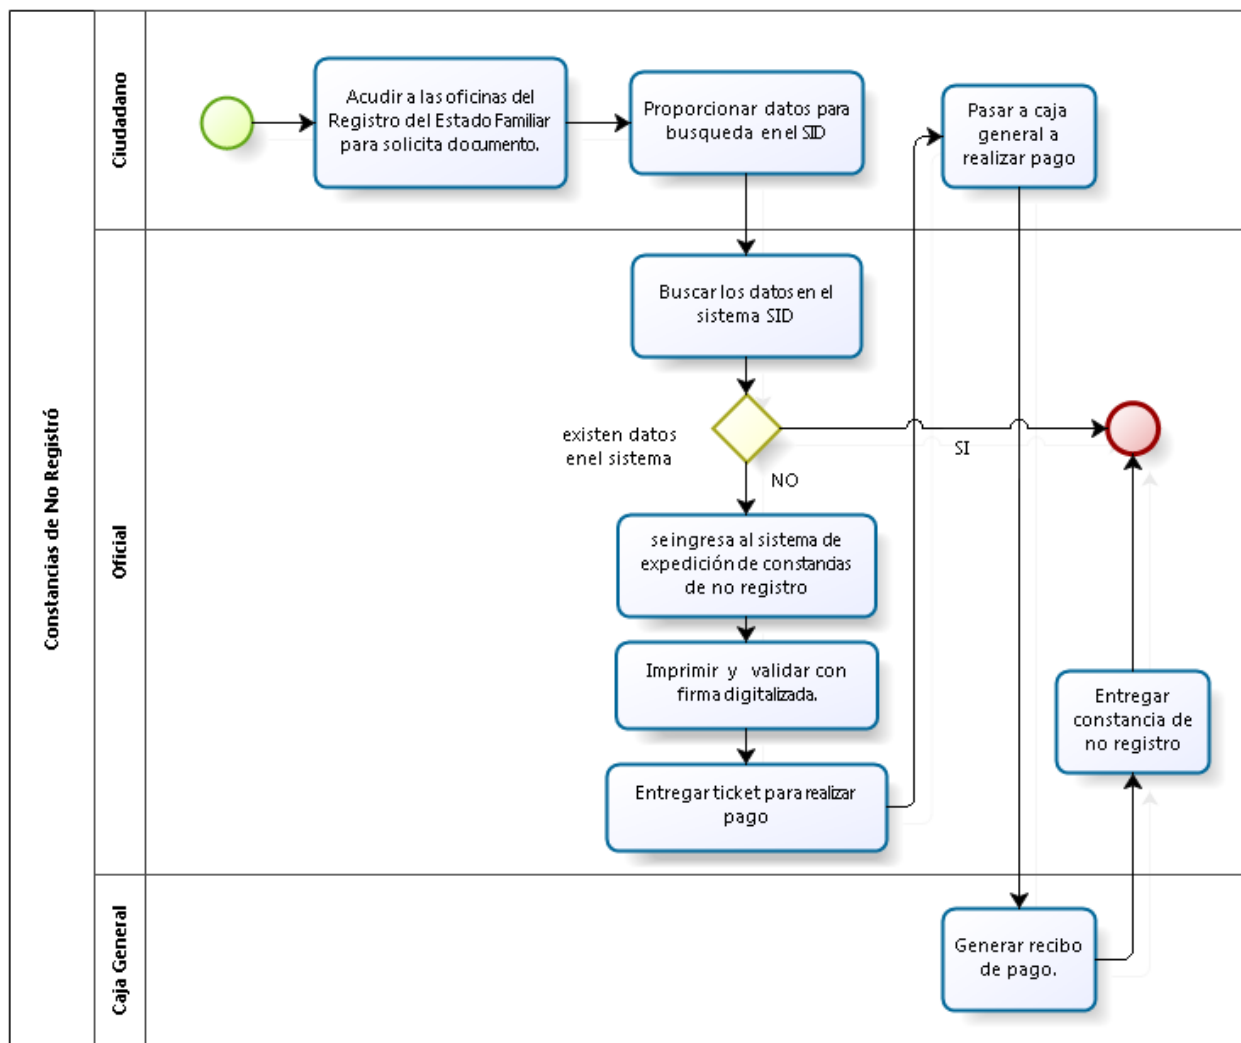 Constancias de No Registró
Ciudadano
Acudir a las oficinas del
Registro del Estado Familiar
para solicita documento.
Proporcionar datos para
busqueda en el SID
Pasar a caja
general a
realizar pago
Oficial
Buscar los datos en el
sistema SID
existen datos
enel sistema
SI
NO
se ingresa al sistema de
expedición de constancias
de no registro
Imprimir y validar con
firma digitalizada.
Entregar ticket para realizar
pago
Entregar
constancia de
no registro
Caja General
Generar recibo
de pago.